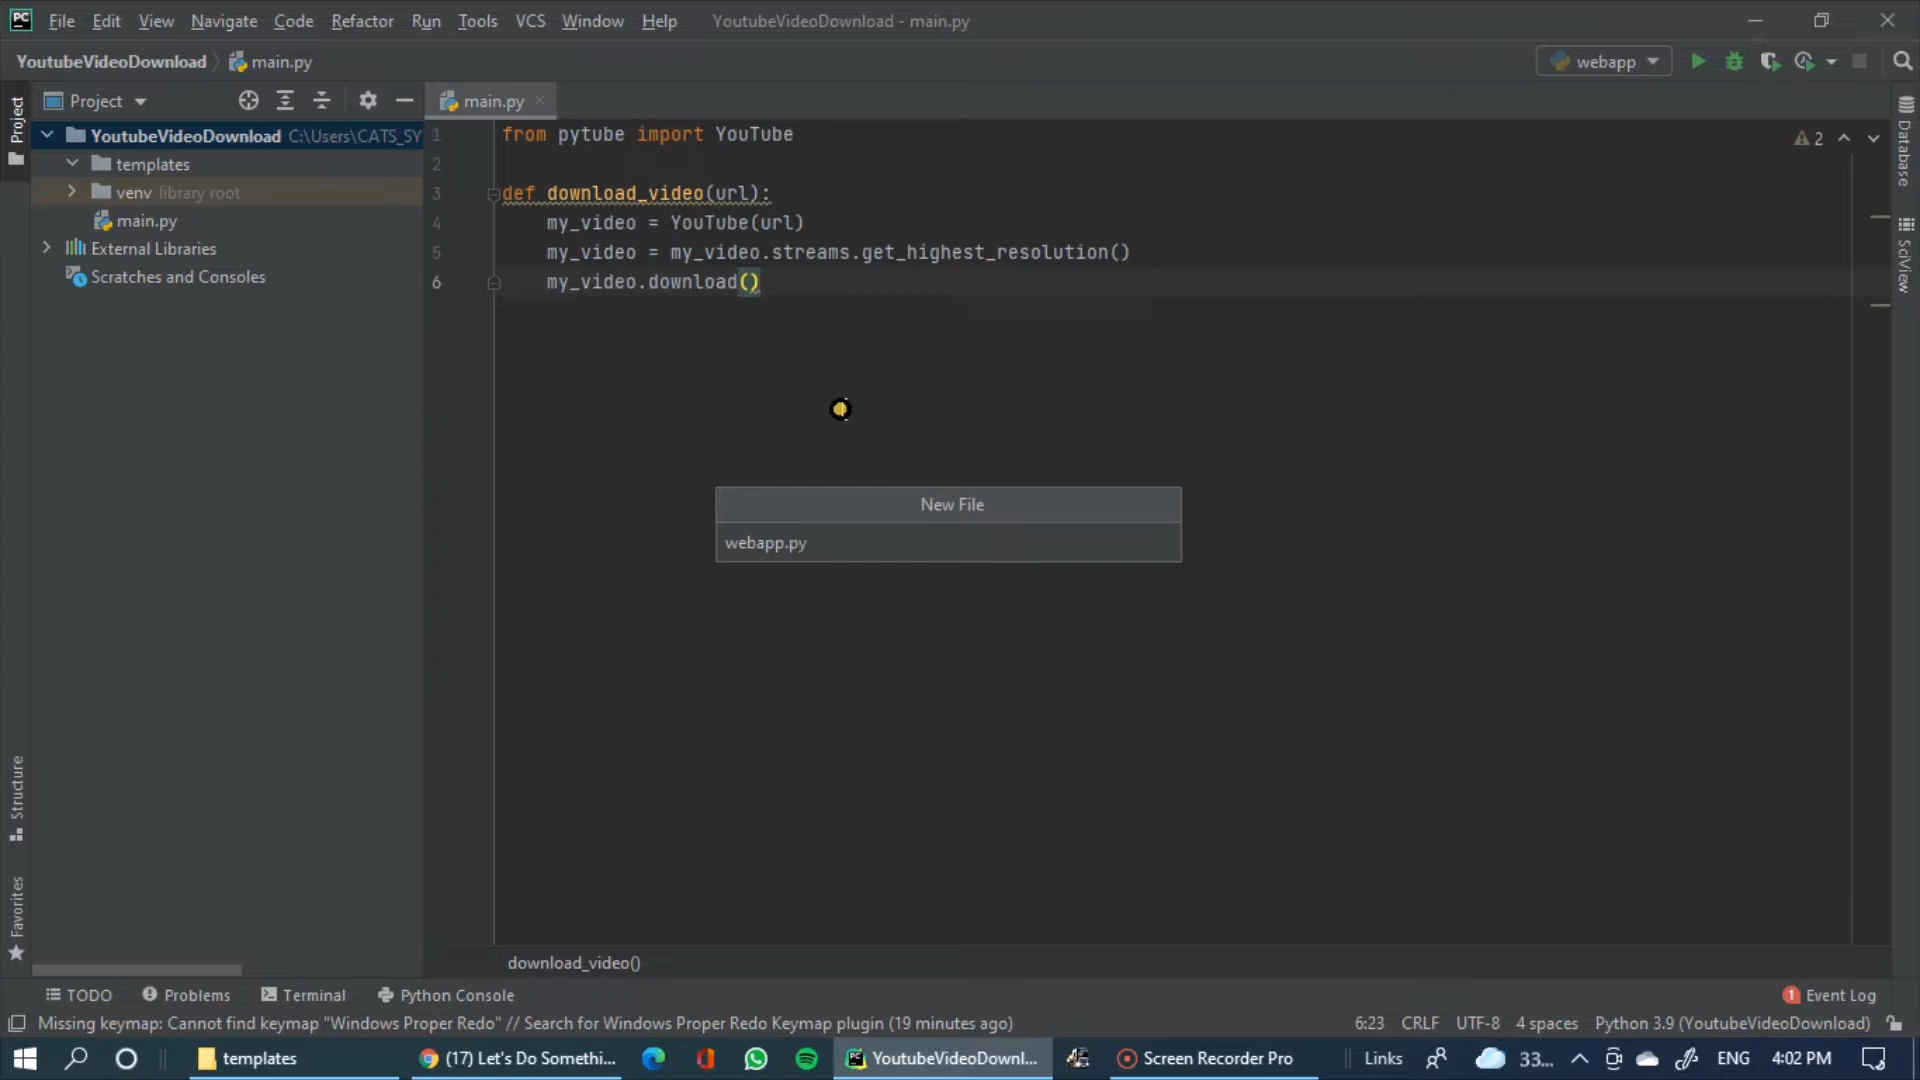 PC File Edit View Navigate Code Refactor Run Tools VCS Window Help YoutubeVideoDownload - main.py
YoutubeVideoDownload main.py webapp
Project main.py
YoutubeVideoDownload C:\Users\CATS_SY
templates
venv library root
main.py
External Libraries
Scratches and Consoles
Project
Structure
Favorites
1 from pytube import YouTube
2
3 def download_video(url):
4 my_video = YouTube(url)
5 my_video = my_video.streams.get_highest_resolution()
6 my_video.download()
2
Database
SciView
New File
webapp.py
download_video()
TODO Problems Terminal Python Console 1 Event Log
Missing keymap: Cannot find keymap "Windows Proper Redo" // Search for Windows Proper Redo Keymap plugin (19 minutes ago) 6:23 CRLF UTF-8 4 spaces Python 3.9 (YoutubeVideoDownload)
templates (17) Let's Do Somethi... PC YoutubeVideoDownl... Screen Recorder Pro Links 33... ENG 4:02 PM